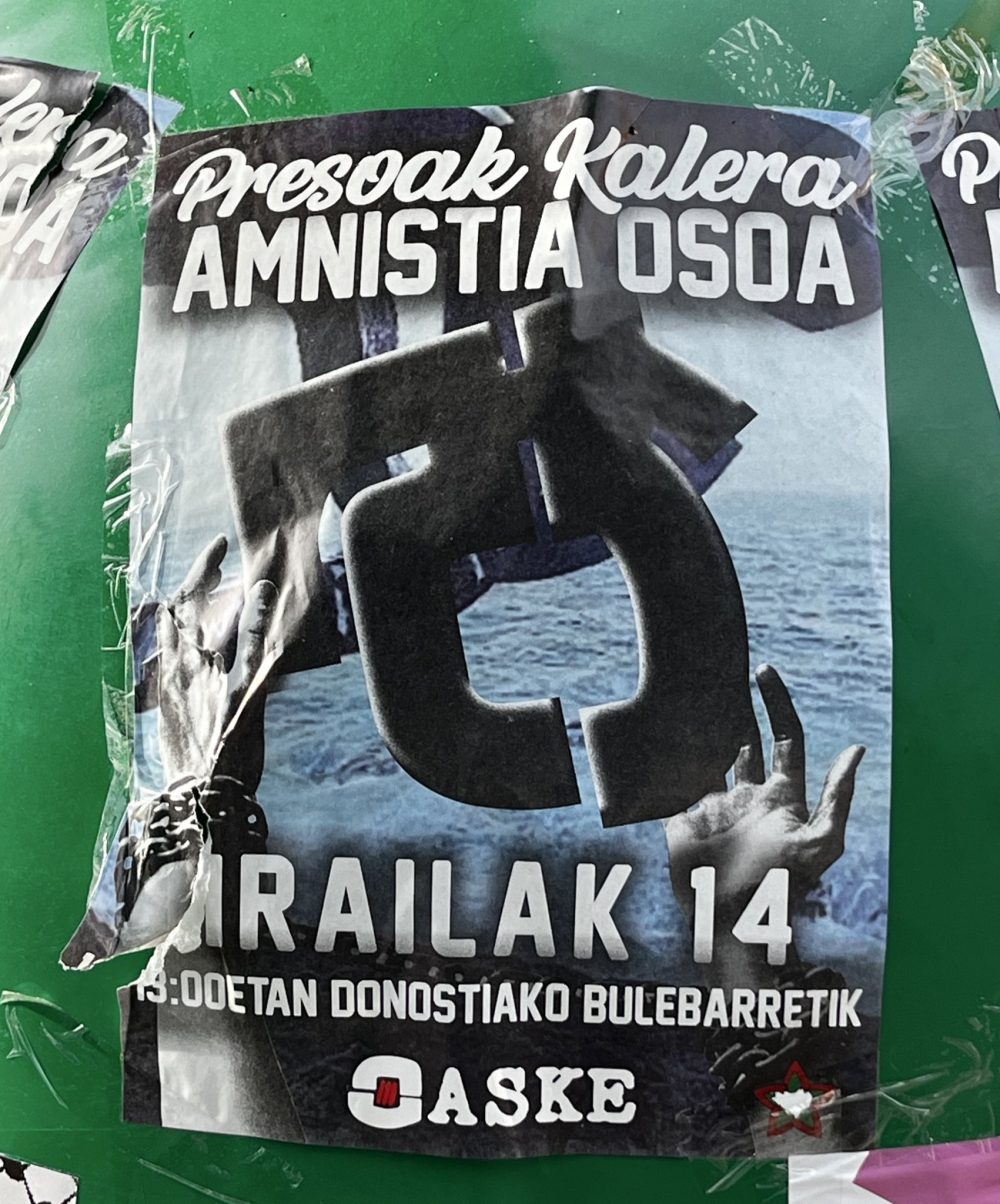 Presoak Kalera
AMNISTIA OSOA
IRAILAK 14
13:00ETAN DONOSTIAKO BULEBARRETIK
ASKE